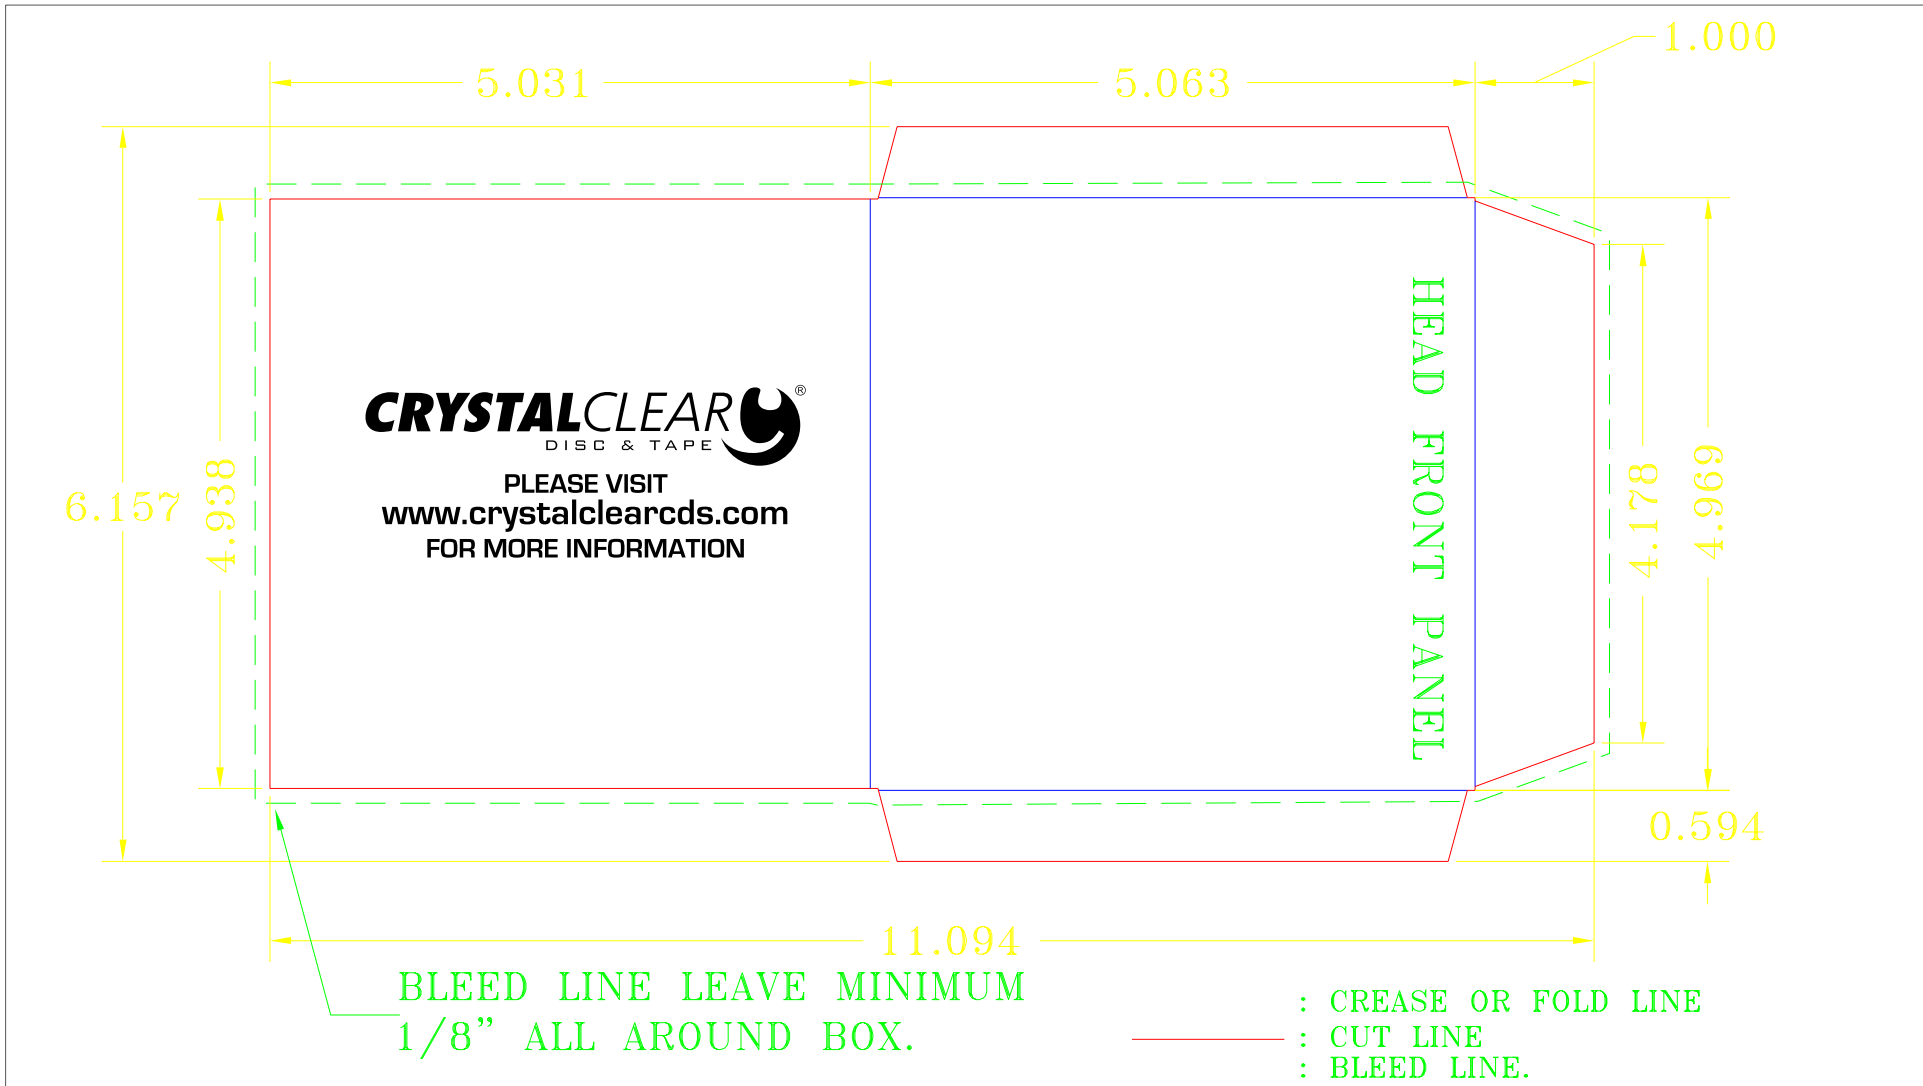 1.000
5.031
5.063
HEAD FRONT PANEL
CRYSTALCLEAR®
DISC & TAPE
PLEASE VISIT
www.crystalclearcds.com
FOR MORE INFORMATION
6.157
4.938
4.178
4.969
0.594
11.094
BLEED LINE LEAVE MINIMUM
1/8” ALL AROUND BOX.
: CREASE OR FOLD LINE
: CUT LINE
: BLEED LINE.